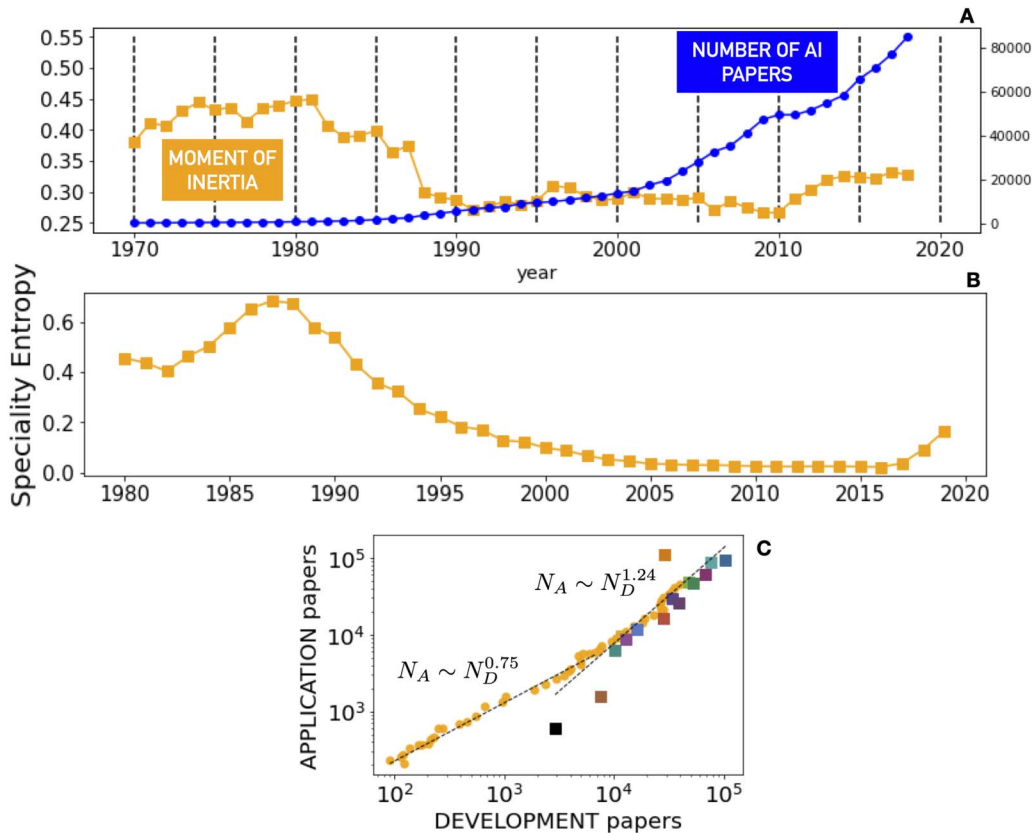 A
0.55
0.50
0.45
0.40
0.35
0.30
0.25
NUMBER OF AI
PAPERS
MOMENT OF
INERTIA
80000
60000
40000
20000
0
1970
1980
1990
2000
2010
2020
year
B
Speciality Entropy
0.6
0.4
0.2
0.0
1980
1985
1990
1995
2000
2005
2010
2015
2020
C
APPLICATION papers
10^5
10^4
10^3
N_A ∼ N_D^1.24
N_A ∼ N_D^0.75
10^2
10^3
10^4
10^5
DEVELOPMENT papers